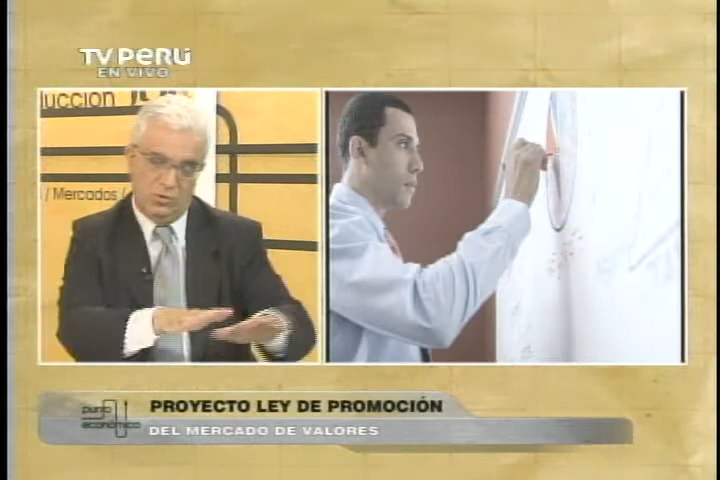 TV PERÚ
EN VIVO
ducción
/ Mercados /
punto
económico
PROYECTO LEY DE PROMOCIÓN
DEL MERCADO DE VALORES